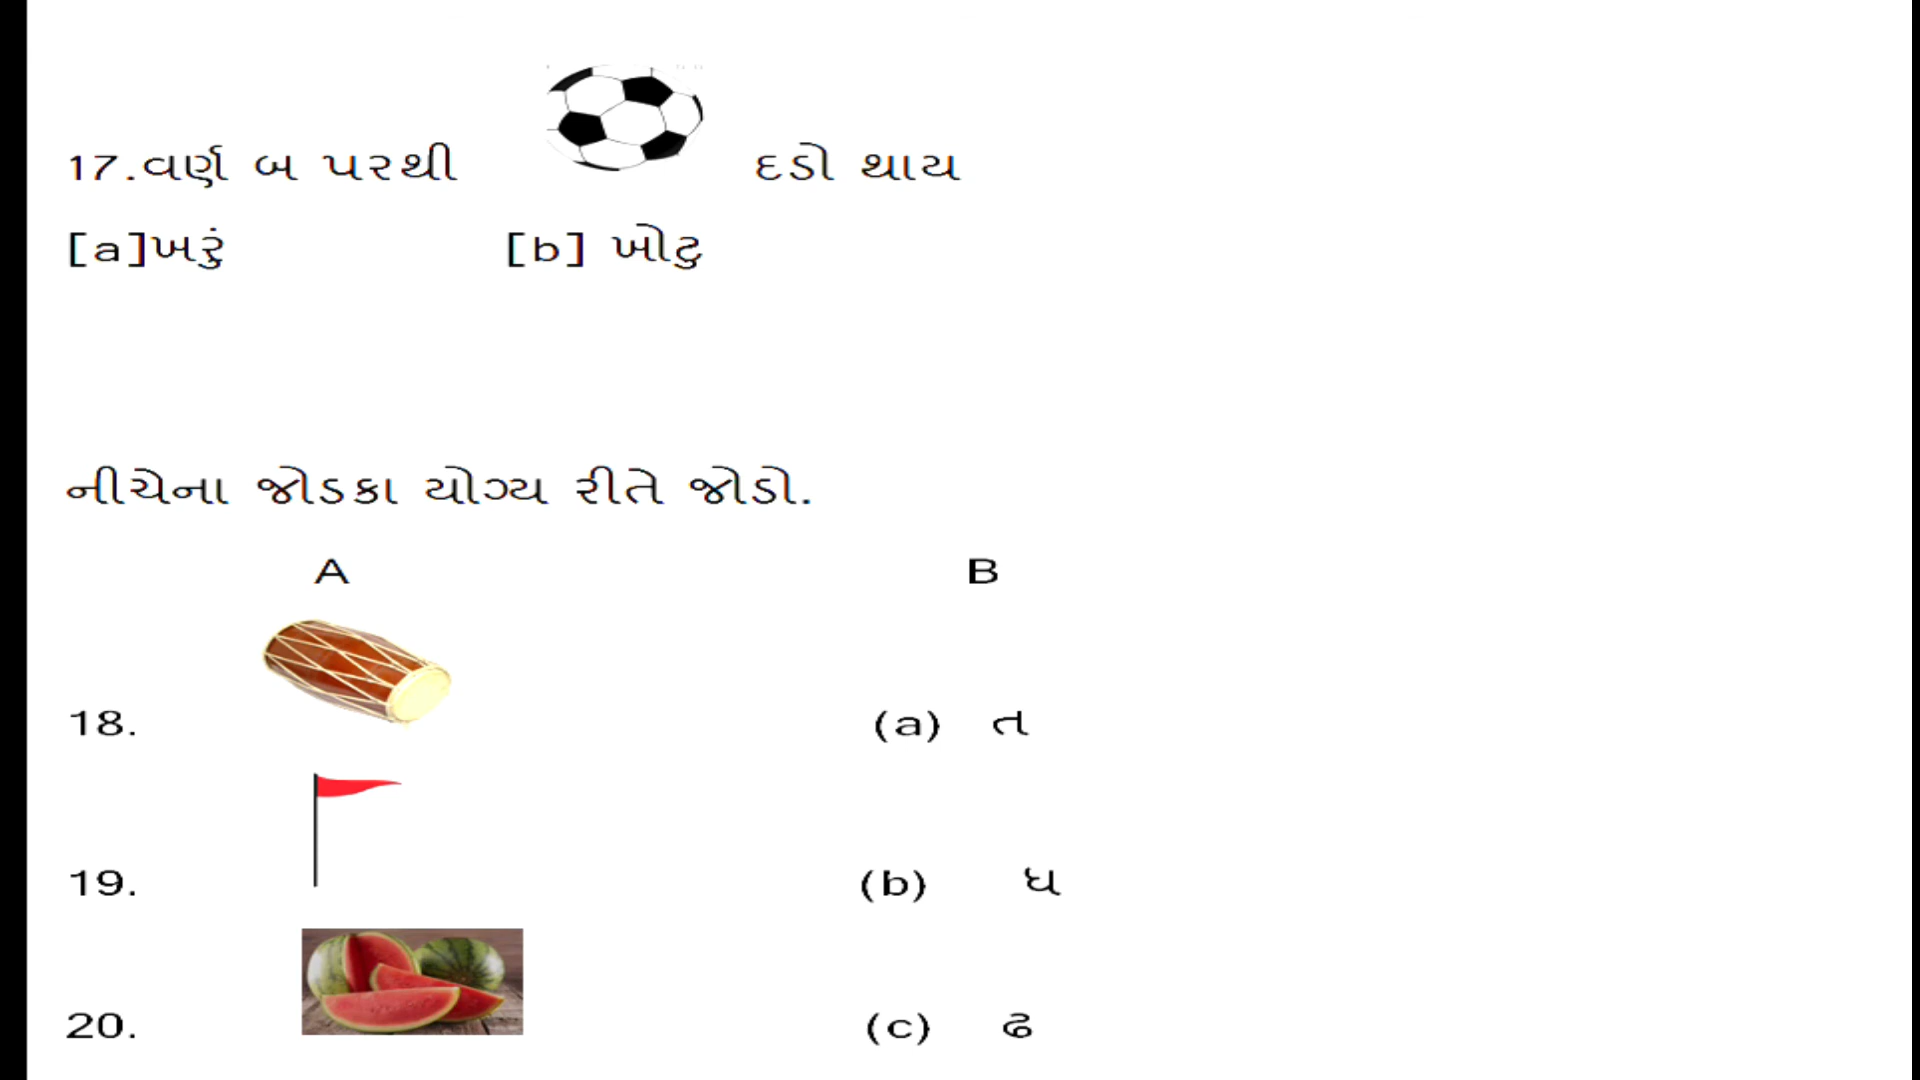 17.વર્ણ બ પરથી દડો થાય
[a]ખરું [b] ખોટુ
નીચેના જોડકા યોગ્ય રીતે જોડો.
A B
18. (a) ત
19. (b) ધ
20. (c) ઢ